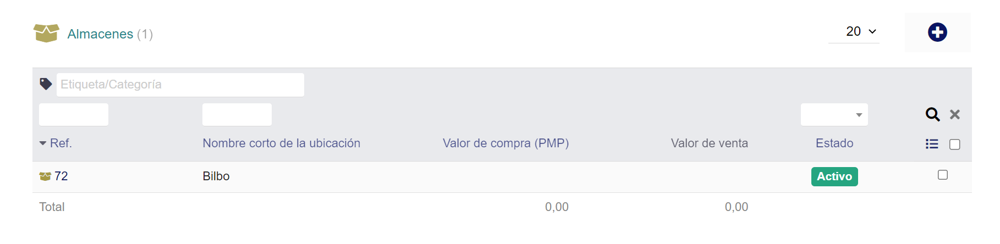 Almacenes (1)
20
Etiqueta/Categoría
Ref. Nombre corto de la ubicación Valor de compra (PMP) Valor de venta Estado
72 Bilbo Activo
Total 0,00 0,00